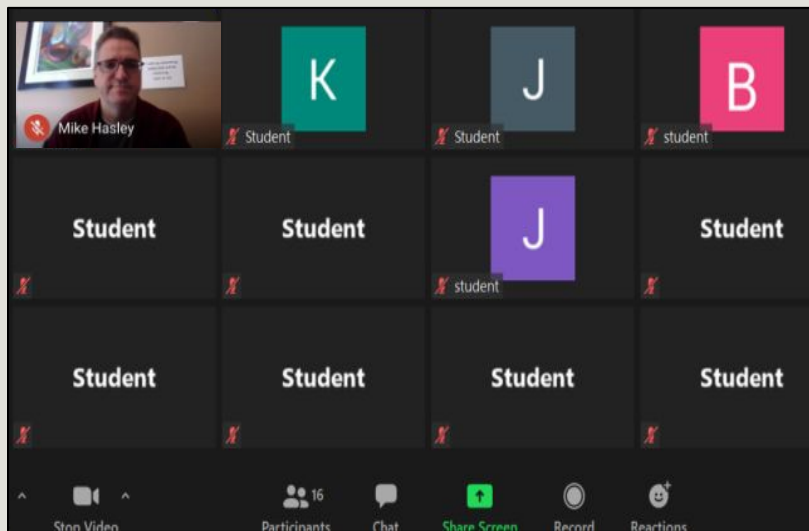 Mike Hasley
K
Student
J
Student
B
student
Student
Student
J
student
Student
Student
Student
Student
Student
Stop Video
Participants
16
Chat
Share Screen
Record
Reactions